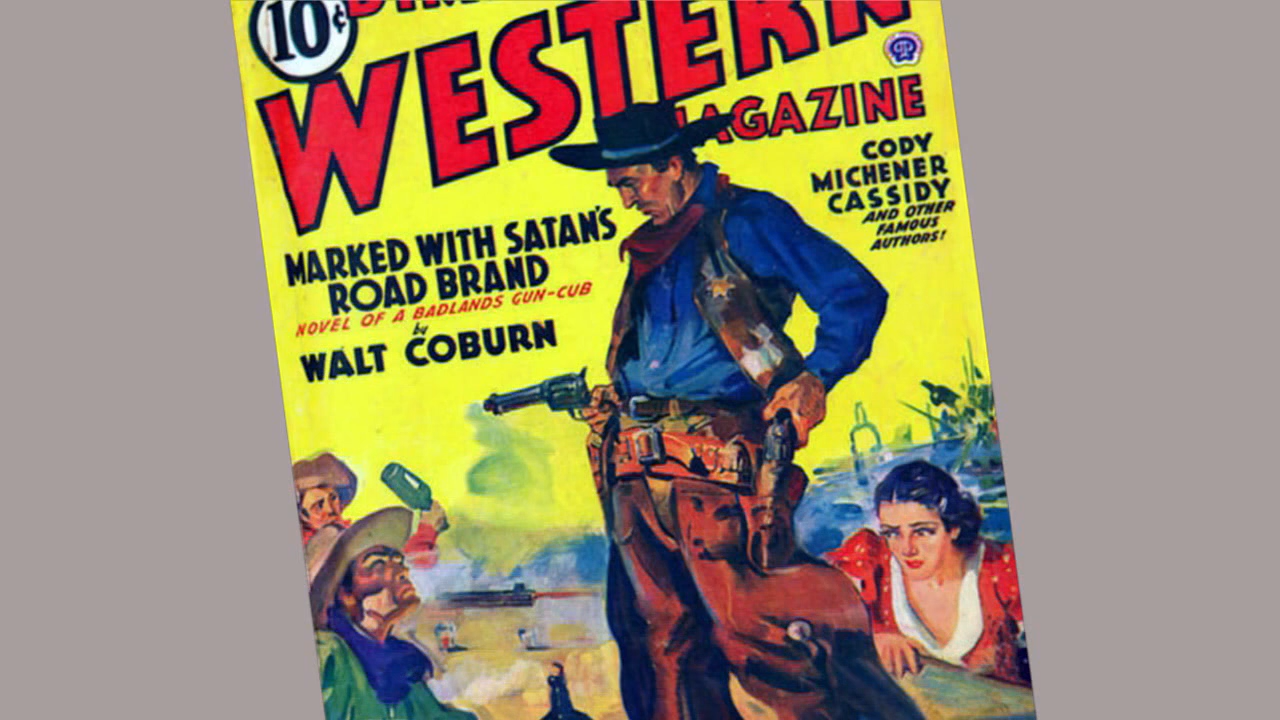 10¢
WESTERN
MAGAZINE
CODY
MICHENER
CASSIDY
AND OTHER
FAMOUS
AUTHORS!
MARKED WITH SATAN'S
ROAD BRAND
NOVEL OF A BADLANDS GUN-CUB
by
WALT COBURN